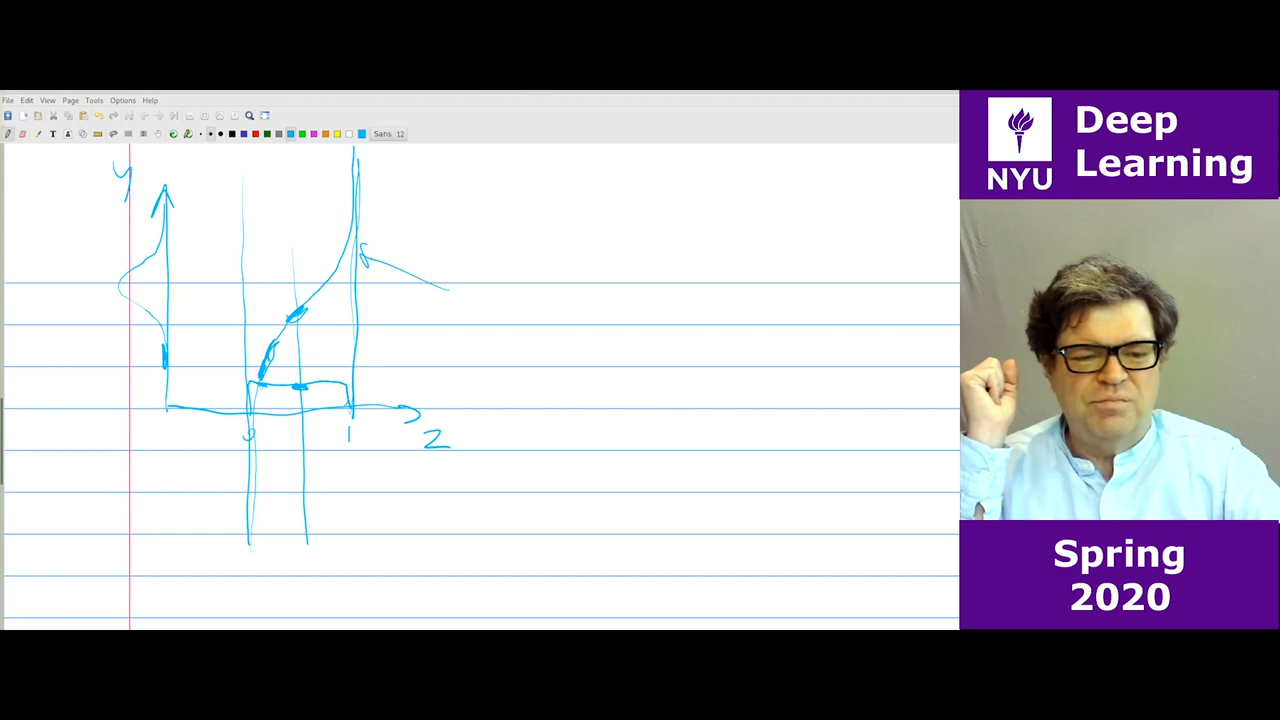 File Edit View Page Tools Options Help
T
Sans 12
y
0 1
z
NYU
Deep
Learning
Spring
2020